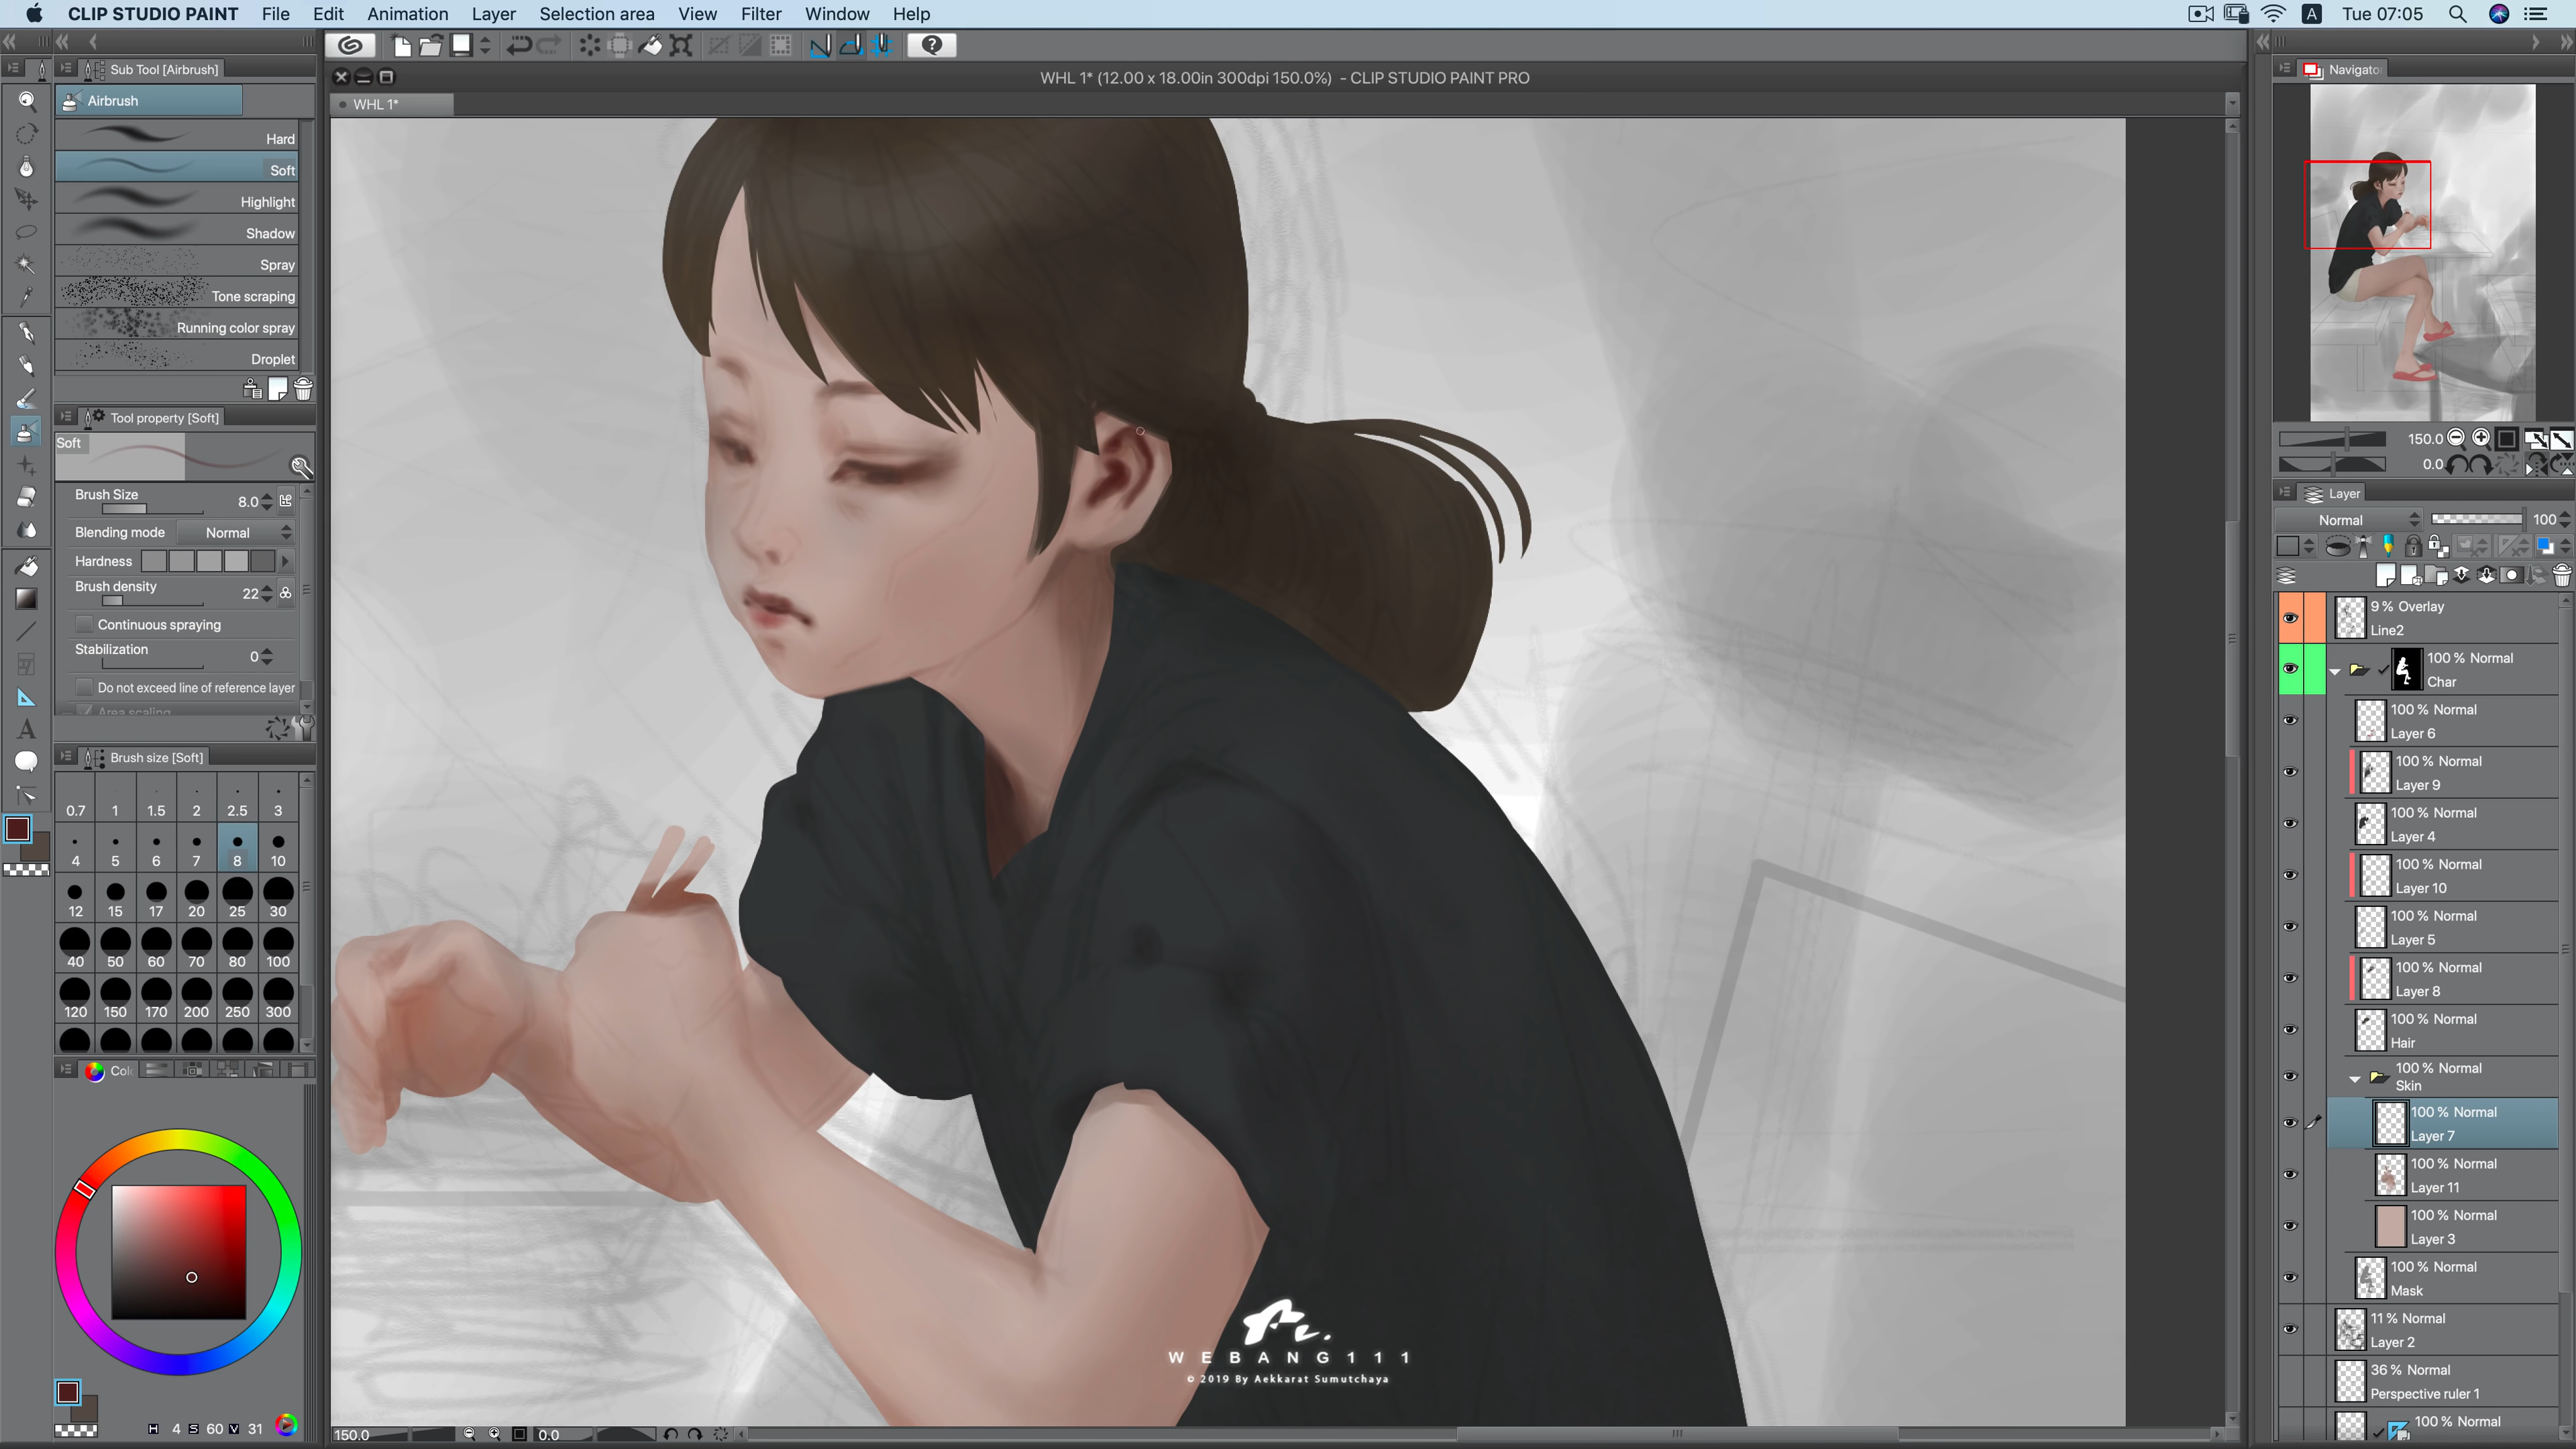 CLIP STUDIO PAINT File Edit Animation Layer Selection area View Filter Window Help A Tue 07:05
Sub Tool [Airbrush]
Airbrush
Hard
Soft
Highlight
Shadow
Spray
Tone scraping
Running color spray
Droplet
Tool property [Soft]
Soft
Brush Size 8.0
Blending mode Normal
Hardness
Brush density 22
Continuous spraying
Stabilization 0
Do not exceed line of reference layer
Area scaling
Brush size [Soft]
0.7 1 1.5 2 2.5 3
4 5 6 7 8 10
12 15 17 20 25 30
40 50 60 70 80 100
120 150 170 200 250 300
H 4 S 60 V 31
WHL 1* (12.00 x 18.00in 300dpi 150.0%) - CLIP STUDIO PAINT PRO
WHL 1*
WEBANG111
© 2019 By Aekkarat Sumutchaya
150.0 0.0
Navigato
150.0
0.0
Layer
Normal 100
9 % Overlay
Line2
100 % Normal
Char
100 % Normal
Layer 6
100 % Normal
Layer 9
100 % Normal
Layer 4
100 % Normal
Layer 10
100 % Normal
Layer 5
100 % Normal
Layer 8
100 % Normal
Hair
100 % Normal
Skin
100 % Normal
Layer 7
100 % Normal
Layer 11
100 % Normal
Layer 3
100 % Normal
Mask
11 % Normal
Layer 2
36 % Normal
Perspective ruler 1
100 % Normal